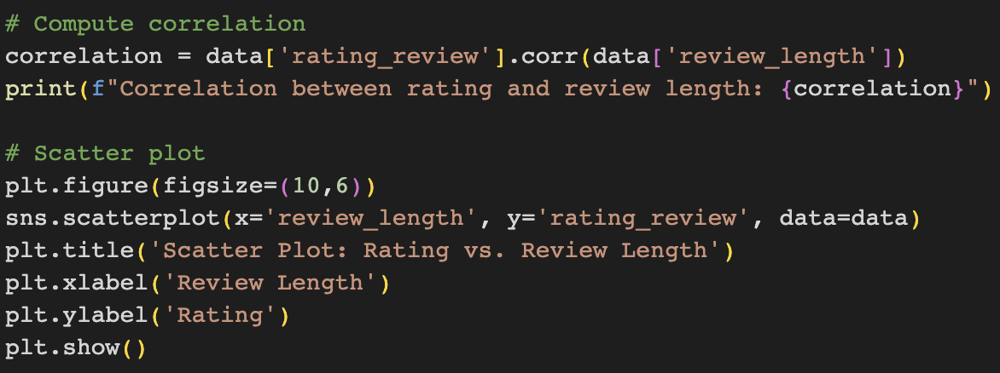 # Compute correlation
correlation = data['rating_review'].corr(data['review_length'])
print(f"Correlation between rating and review length: {correlation}")
# Scatter plot
plt.figure(figsize=(10,6))
sns.scatterplot(x='review_length', y='rating_review', data=data)
plt.title('Scatter Plot: Rating vs. Review Length')
plt.xlabel('Review Length')
plt.ylabel('Rating')
plt.show()